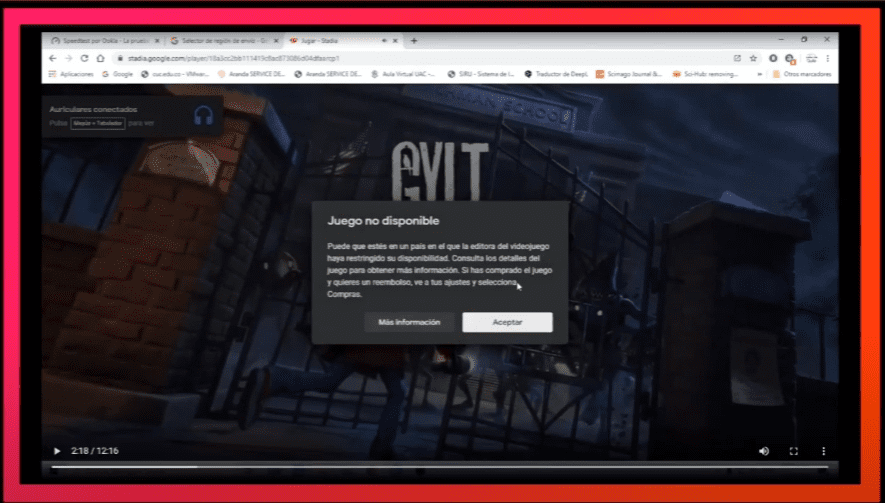 Speedtest por Ookla - La prueba
Selector de región de envío - G
Jugar - Stadia
stadia.google.com/player/
Aplicaciones
Google
cuc.edu.co - VMwar...
Aranda SERVICE DE...
Aranda SERVICE DE...
Aula Virtual UAC -...
SIRU - Sistema de I...
Traductor de DeepL
Scimago Journal &...
Sci-Hub: removing...
Otros marcadores
Auriculares conectados
Pulsa Mayús + Tabulador para ver
SCHOOL
GYLT
Juego no disponible
Puede que estés en un país en el que la editora del videojuego
haya restringido su disponibilidad. Consulta los detalles del
juego para obtener más información. Si has comprado el juego
y quieres un reembolso, ve a tus ajustes y selecciona
Compras.
Más información
Aceptar
2:18 / 12:16